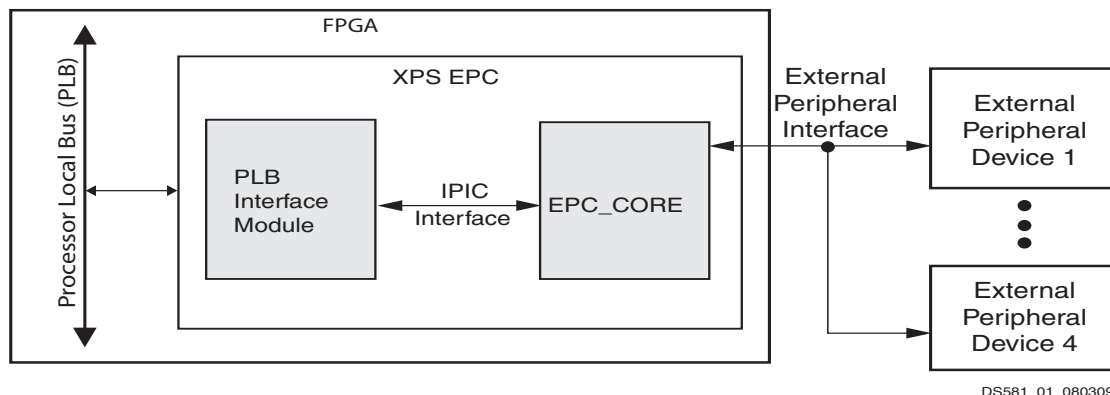 FPGA
Processor Local Bus (PLB)
XPS EPC
PLB
Interface
Module
IPIC
Interface
EPC_CORE
External
Peripheral
Interface
External
Peripheral
Device 1
External
Peripheral
Device 4
DS581_01_080309